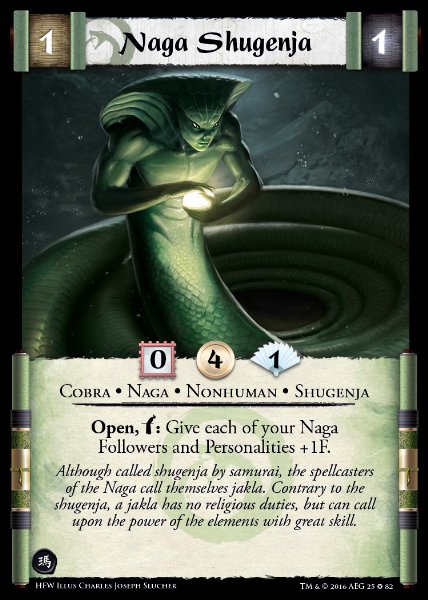 1 Naga Shugenja 1
0 4 1
Cobra • Naga • Nonhuman • Shugenja
Open, : Give each of your Naga
Followers and Personalities +1F.
Although called shugenja by samurai, the spellcasters
of the Naga call themselves jakla. Contrary to the
shugenja, a jakla has no religious duties, but can call
upon the power of the elements with great skill.
瑪
HFW Illus Charles Joseph Slucher TM & © 2016 AEG 25 ✪ 82